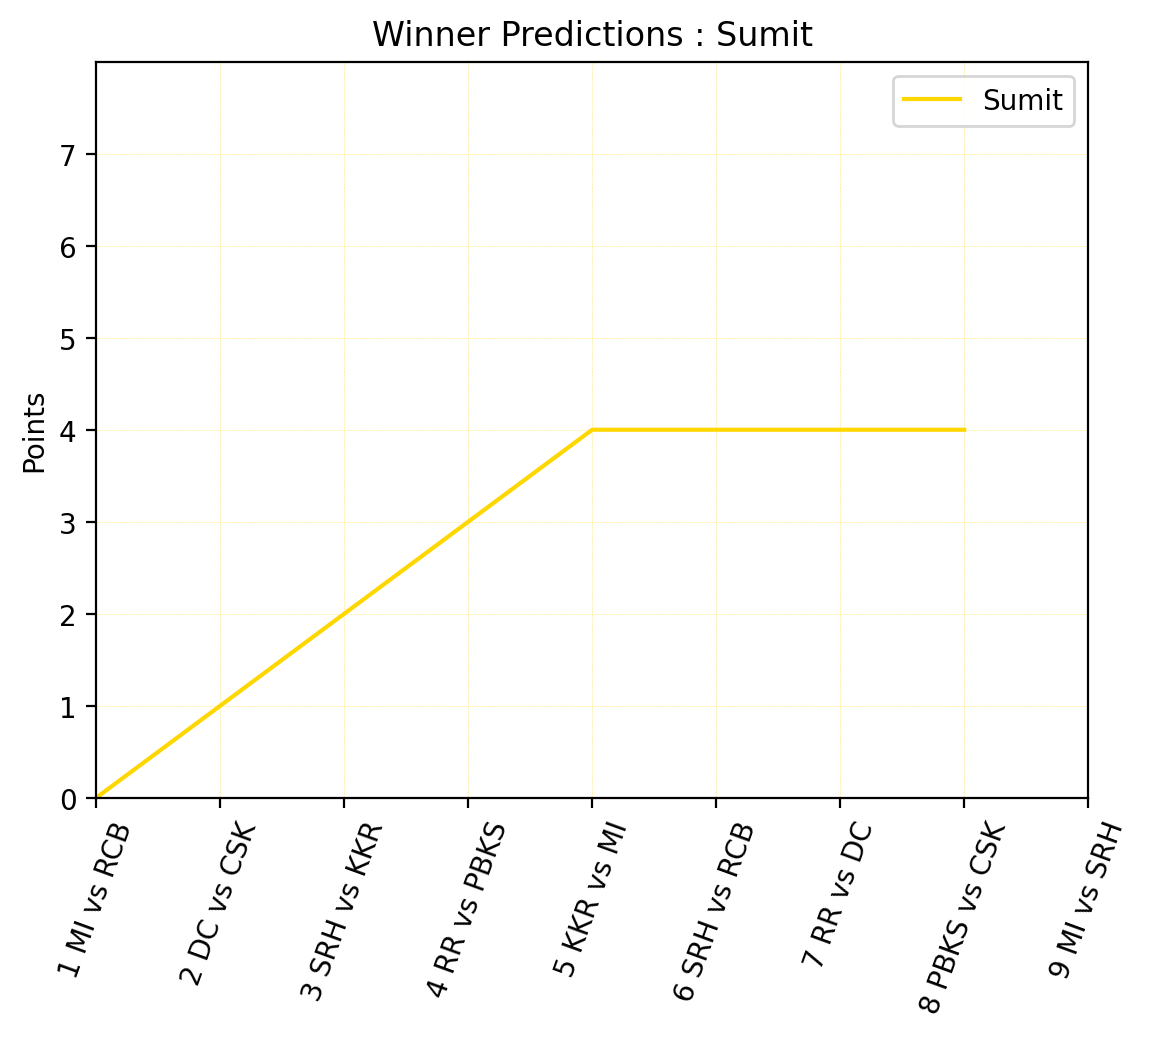 Winner Predictions : Sumit
Sumit
Points
7
6
5
4
3
2
1
0
1 MI vs RCB
2 DC vs CSK
3 SRH vs KKR
4 RR vs PBKS
5 KKR vs MI
6 SRH vs RCB
7 RR vs DC
8 PBKS vs CSK
9 MI vs SRH